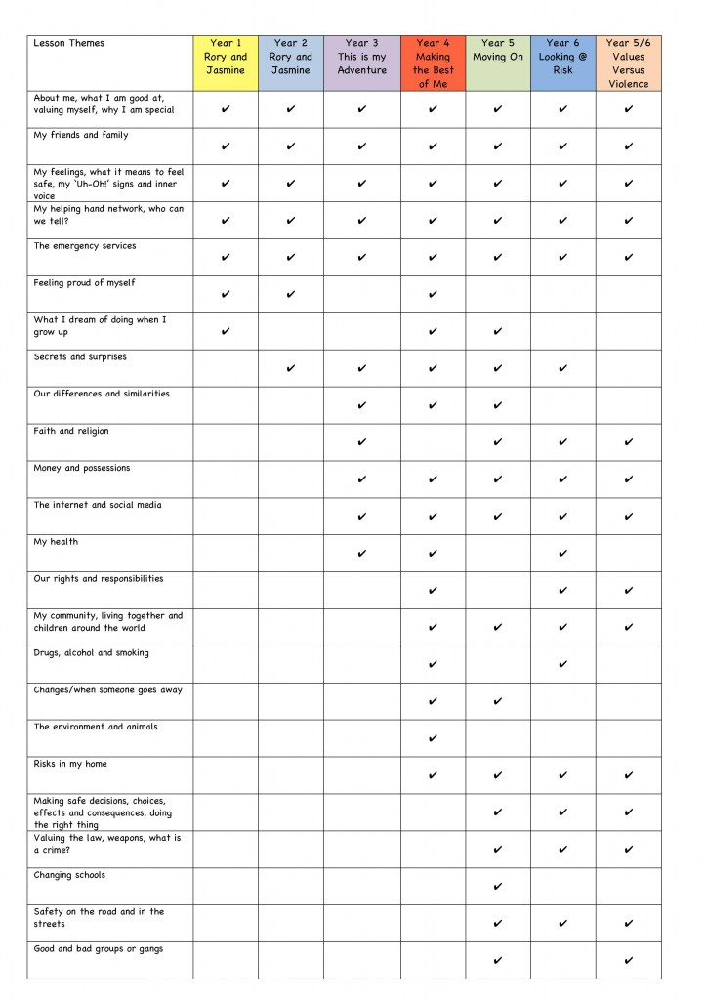 Lesson Themes
Year 1
Rory and
Jasmine
Year 2
Rory and
Jasmine
Year 3
This is my
Adventure
Year 4
Making
the Best
of Me
Year 5
Moving On
Year 6
Looking @
Risk
Year 5/6
Values
Versus
Violence
About me, what I am good at,
valuing myself, why I am special
✔ ✔ ✔ ✔ ✔ ✔ ✔
My friends and family
✔ ✔ ✔ ✔ ✔ ✔ ✔
My feelings, what it means to feel
safe, my ‘Uh-Oh!’ signs and inner
voice
✔ ✔ ✔ ✔ ✔ ✔ ✔
My helping hand network, who can
we tell?
✔ ✔ ✔ ✔ ✔ ✔ ✔
The emergency services
✔ ✔ ✔ ✔ ✔ ✔ ✔
Feeling proud of myself
✔ ✔ ✔
What I dream of doing when I
grow up
✔ ✔ ✔
Secrets and surprises
✔ ✔ ✔ ✔ ✔
Our differences and similarities
✔ ✔ ✔
Faith and religion
✔ ✔ ✔ ✔
Money and possessions
✔ ✔ ✔ ✔ ✔
The internet and social media
✔ ✔ ✔ ✔ ✔
My health
✔ ✔ ✔
Our rights and responsibilities
✔ ✔ ✔
My community, living together and
children around the world
✔ ✔ ✔ ✔
Drugs, alcohol and smoking
✔ ✔
Changes/when someone goes away
✔ ✔
The environment and animals
✔
Risks in my home
✔ ✔ ✔ ✔
Making safe decisions, choices,
effects and consequences, doing
the right thing
✔ ✔ ✔
Valuing the law, weapons, what is
a crime?
✔ ✔ ✔
Changing schools
✔
Safety on the road and in the
streets
✔ ✔ ✔
Good and bad groups or gangs
✔ ✔